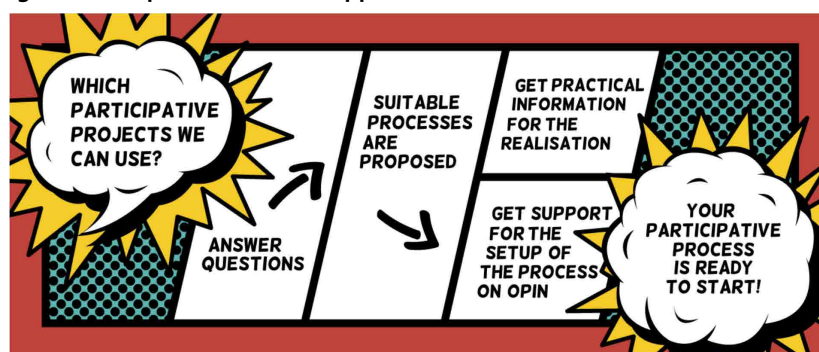 WHICH
PARTICIPATIVE
PROJECTS WE
CAN USE?
ANSWER
QUESTIONS
SUITABLE
PROCESSES
ARE
PROPOSED
GET PRACTICAL
INFORMATION
FOR THE
REALISATION
GET SUPPORT
FOR THE
SETUP OF
THE PROCESS
ON OPIN
YOUR
PARTICIPATIVE
PROCESS
IS READY
TO START!